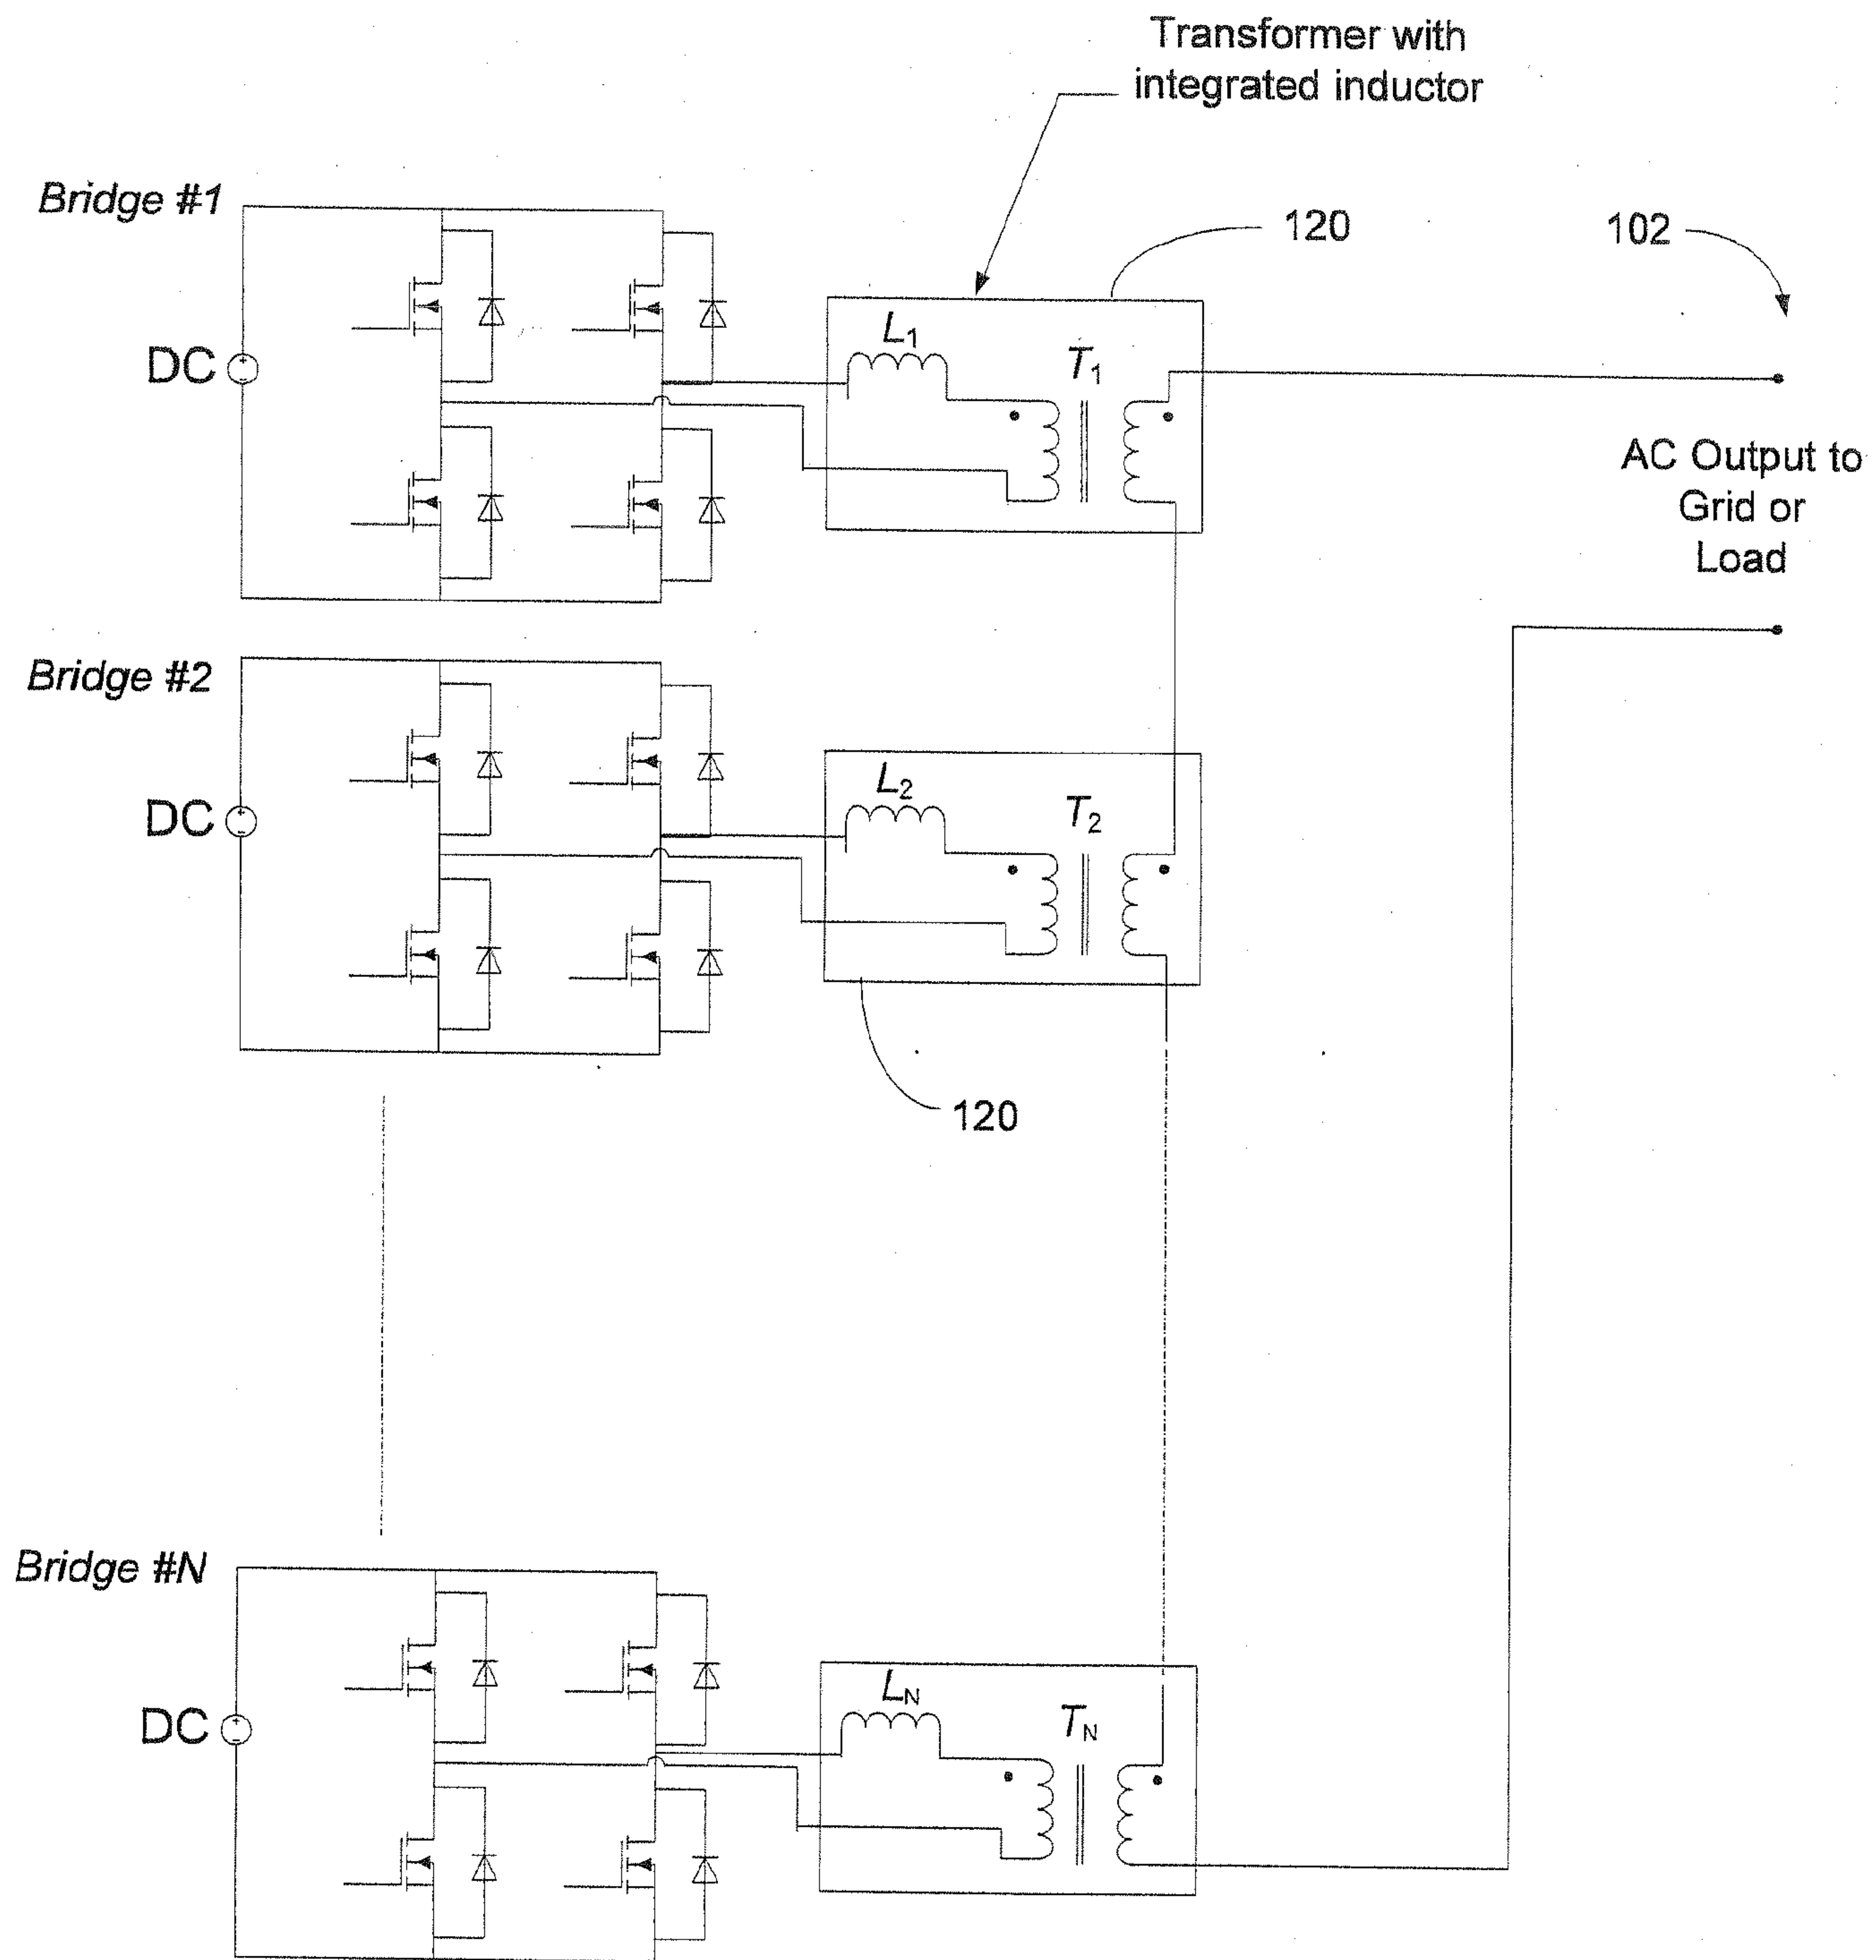 Transformer with
integrated inductor
Bridge #1
120
102
L1
T1
DC
AC Output to
Grid or
Load
Bridge #2
L2
T2
DC
120
Bridge #N
LN
TN
DC